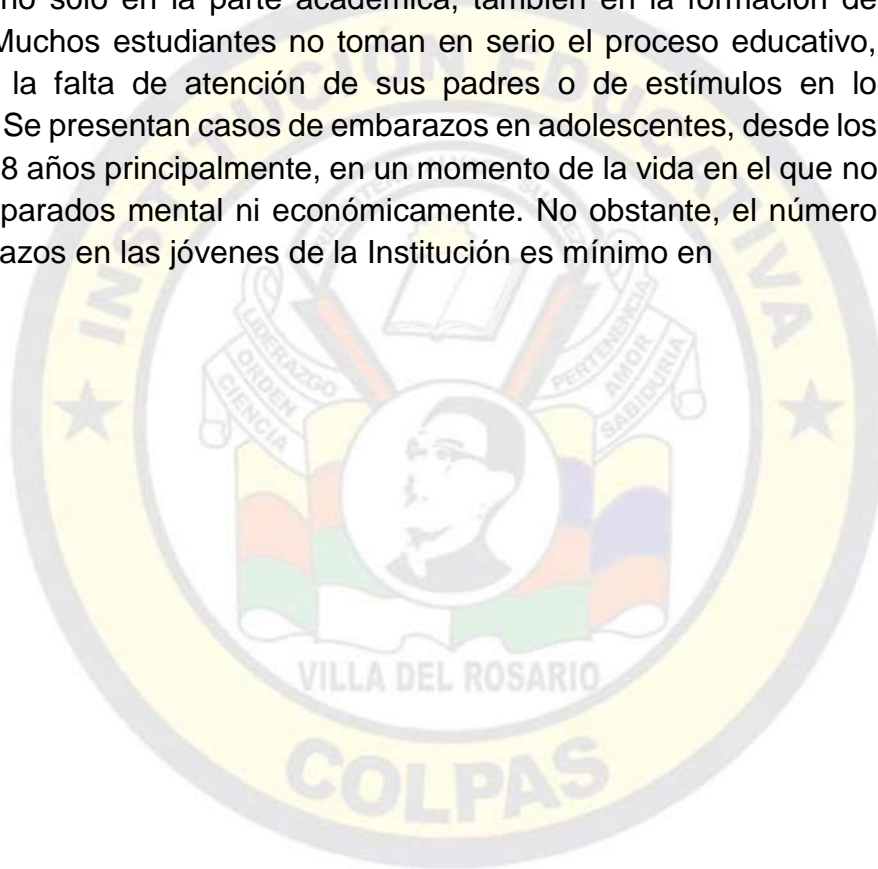 no solo en la parte académica, también en la formación de
Muchos estudiantes no toman en serio el proceso educativo,
la falta de atención de sus padres o de estímulos en lo
Se presentan casos de embarazos en adolescentes, desde los
8 años principalmente, en un momento de la vida en el que no
parados mental ni económicamente. No obstante, el número
azos en las jóvenes de la Institución es mínimo en
INSTITUCIÓN EDUCATIVA
LIDERAZGO
ORDEN
CIENCIA
PERTENENCIA
AMOR
SABIDURIA
VILLA DEL ROSARIO
COLPAS